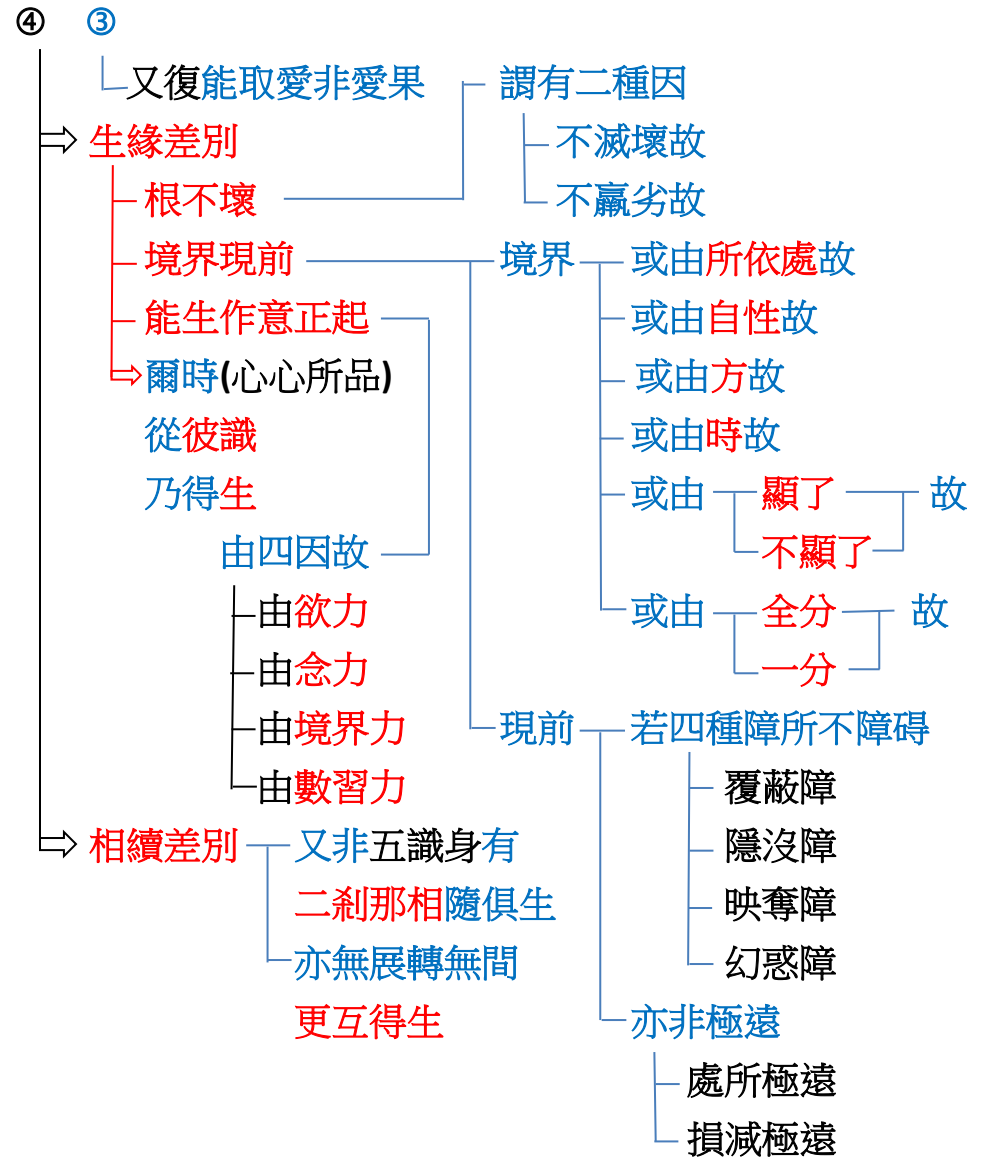 ④ ③
又復能取愛非愛果 謂有二種因
生緣差別 不滅壞故
根不壞 不羸劣故
境界現前 境界 或由所依處故
能生作意正起 或由自性故
爾時(心心所品) 或由方故
從彼識 或由時故
乃得生 或由 顯了 故
由四因故 不顯了
由欲力 或由 全分 故
由念力 一分
由境界力 現前 若四種障所不障碍
由數習力 覆蔽障
相續差別 又非五識身有 隱沒障
二剎那相隨俱生 映奪障
亦無展轉無間 幻惑障
更互得生 亦非極遠
處所極遠
損減極遠